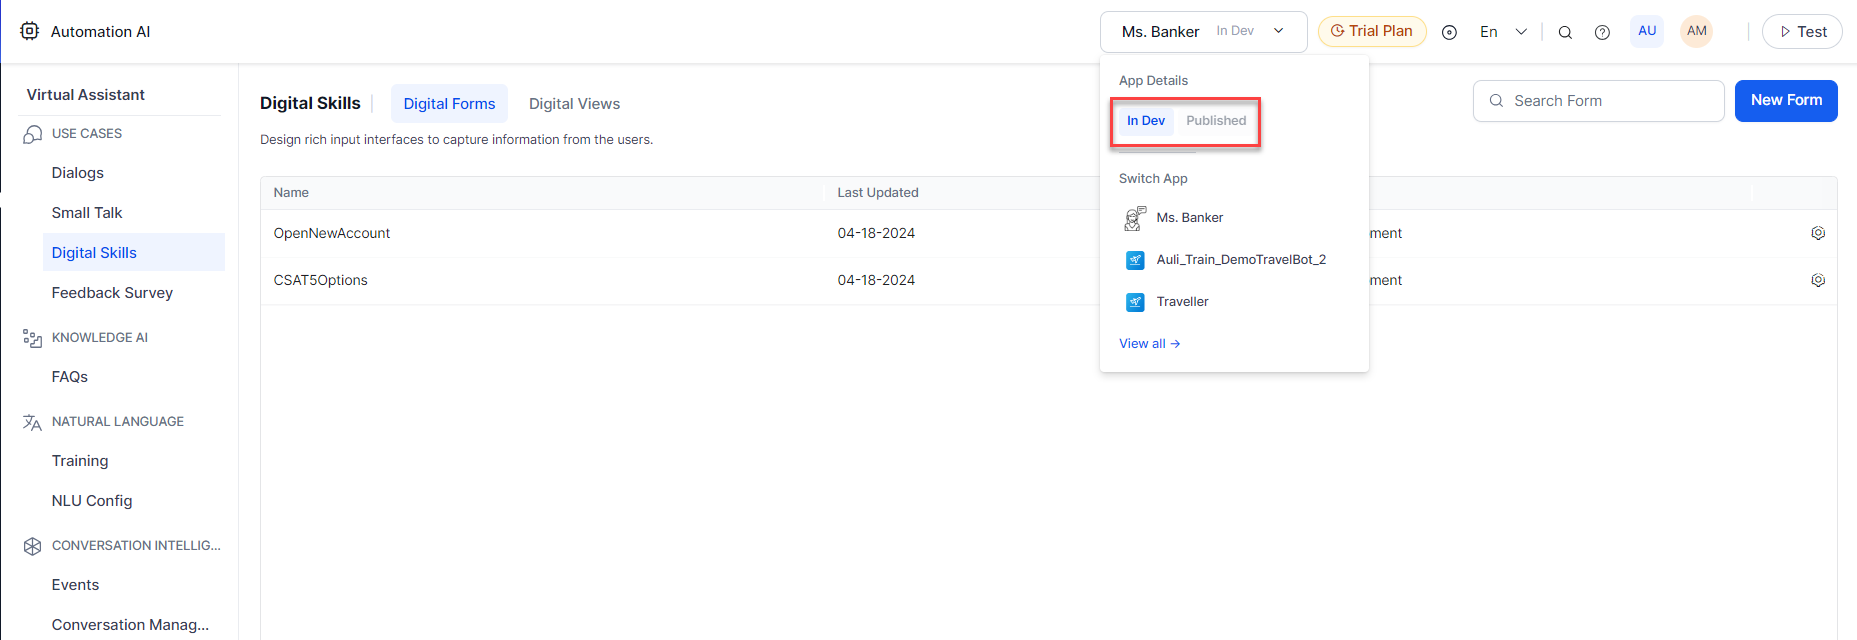 Automation AI
Ms. Banker In Dev
Trial Plan
En
AU
AM
Test
Virtual Assistant
USE CASES
Dialogs
Small Talk
Digital Skills
Feedback Survey
KNOWLEDGE AI
FAQs
NATURAL LANGUAGE
Training
NLU Config
CONVERSATION INTELLIG...
Events
Conversation Manag...
Digital Skills
Digital Forms
Digital Views
Design rich input interfaces to capture information from the users.
Search Form
New Form
Name Last Updated
OpenNewAccount 04-18-2024 ment
CSAT5Options 04-18-2024 ment
App Details
In Dev Published
Switch App
Ms. Banker
Auli_Train_DemoTravelBot_2
Traveller
View all →